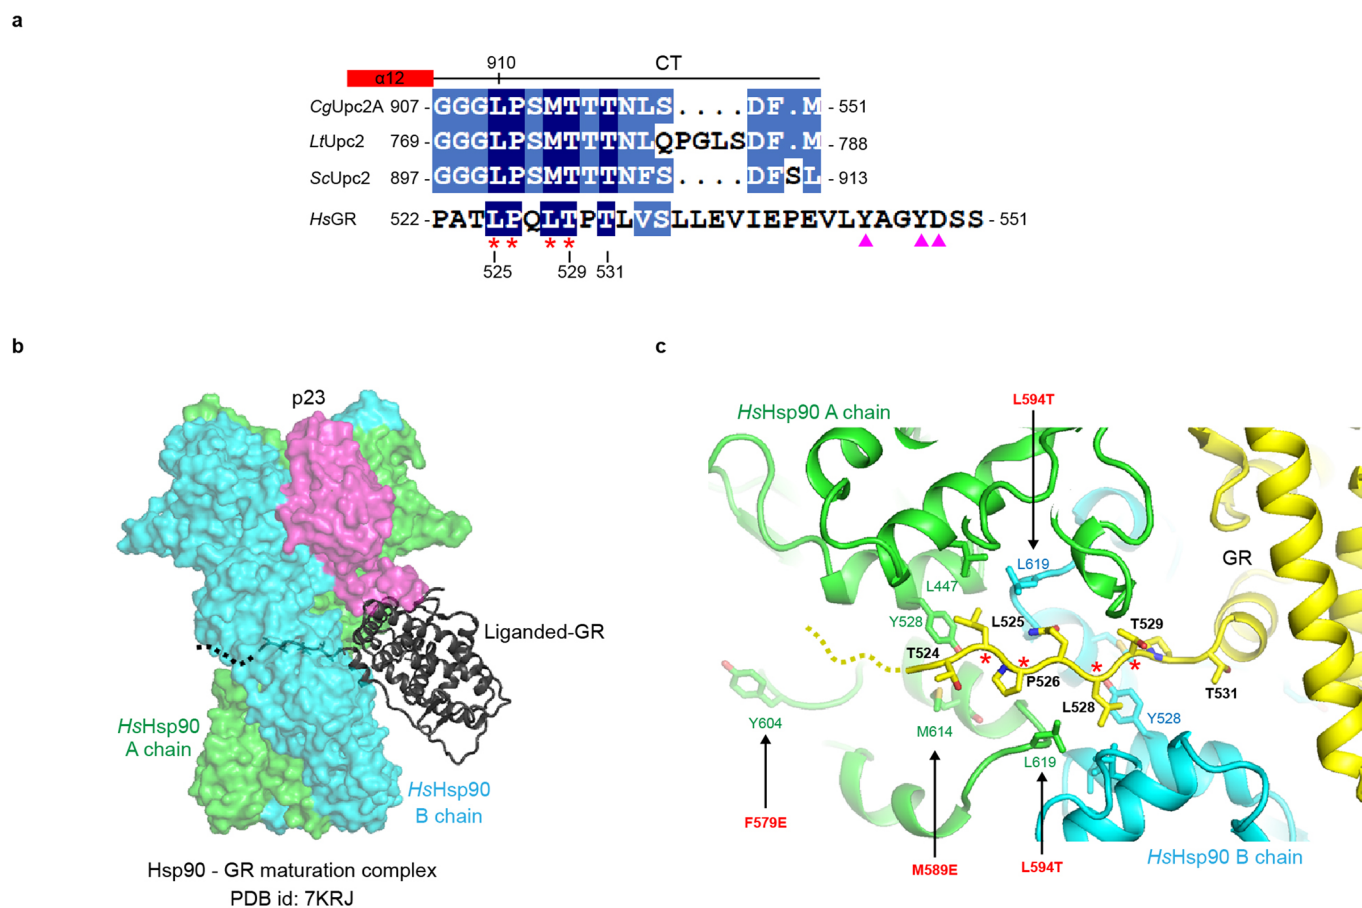 a
910
α12
CT
CgUpc2A 907 - GGGLPSMTTTNLS....DF.M - 551
LtUpc2 769 - GGGLPSMTTTNLSQPGLSDF.M - 788
ScUpc2 897 - GGGLPSMTTTNFS....DFSL - 913
HsGR 522 - PATLPQLTPTLVSLLEVIEPEVLYAGYDSS - 551
* * * *
525 529 531
b
p23
Liganded-GR
HsHsp90
A chain
HsHsp90
B chain
Hsp90 - GR maturation complex
PDB id: 7KRJ
c
L594T
HsHsp90 A chain
L619
GR
L447
Y528
L525
T529
T524
* * * *
P526
T531
L528
Y528
Y604
M614
L619
F579E
M589E
L594T
HsHsp90 B chain